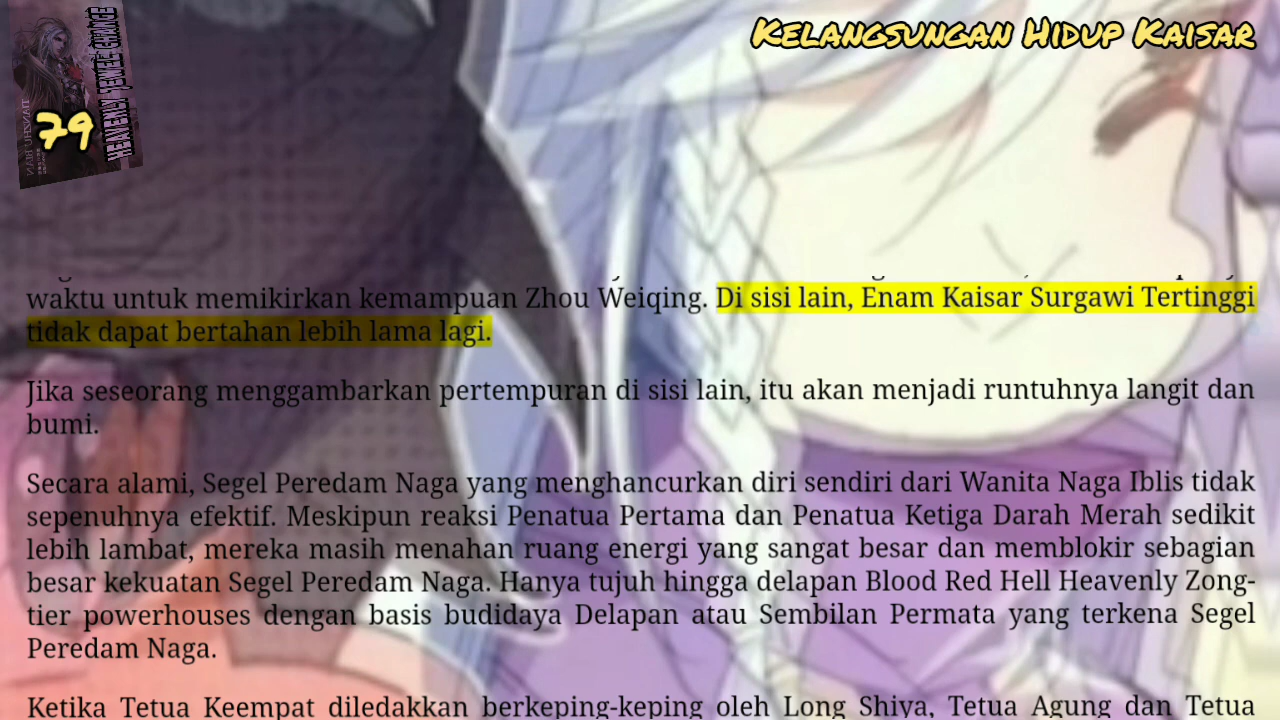 Kelangsungan Hidup Kaisar
79
HEAVENLY JEWEL CHANGE
waktu untuk memikirkan kemampuan Zhou Weiqing. Di sisi lain, Enam Kaisar Surgawi Tertinggi
tidak dapat bertahan lebih lama lagi.
Jika seseorang menggambarkan pertempuran di sisi lain, itu akan menjadi runtuhnya langit dan
bumi.
Secara alami, Segel Peredam Naga yang menghancurkan diri sendiri dari Wanita Naga Iblis tidak
sepenuhnya efektif. Meskipun reaksi Penatua Pertama dan Penatua Ketiga Darah Merah sedikit
lebih lambat, mereka masih menahan ruang energi yang sangat besar dan memblokir sebagian
besar kekuatan Segel Peredam Naga. Hanya tujuh hingga delapan Blood Red Hell Heavenly Zong-
tier powerhouses dengan basis budidaya Delapan atau Sembilan Permata yang terkena Segel
Peredam Naga.
Ketika Tetua Keempat diledakkan berkeping-keping oleh Long Shiya, Tetua Agung dan Tetua